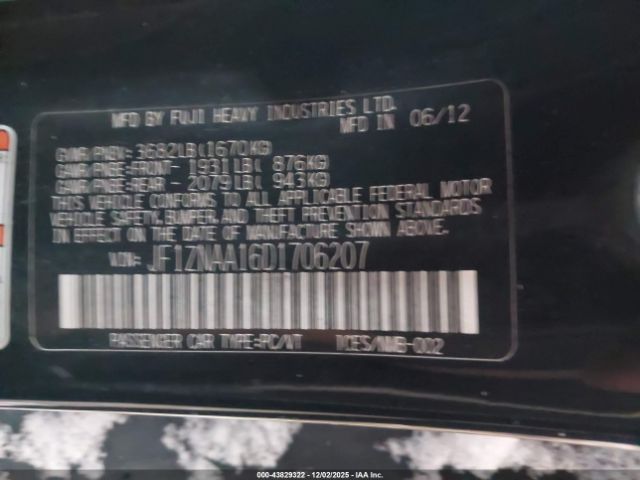 MFD BY FUJI HEAVY INDUSTRIES LTD.
MFD IN 06/12
GVWR/PNBV- 3682LB(1670KG)
GAWR/PNBE-FRONT- 1931LB( 876KG)
GAWR/PNBE-REAR - 2079LB( 943KG)
THIS VEHICLE CONFORMS TO ALL APPLICABLE FEDERAL MOTOR
VEHICLE SAFETY, BUMPER, AND THEFT PREVENTION STANDARDS
IN EFFECT ON THE DATE OF MANUFACTURE SHOWN ABOVE.
VIN: JF1ZNAA16D1706207
PASSENGER CAR TYPE=PC/VT
000-43829322 - 12/02/2025 - IAA Inc.